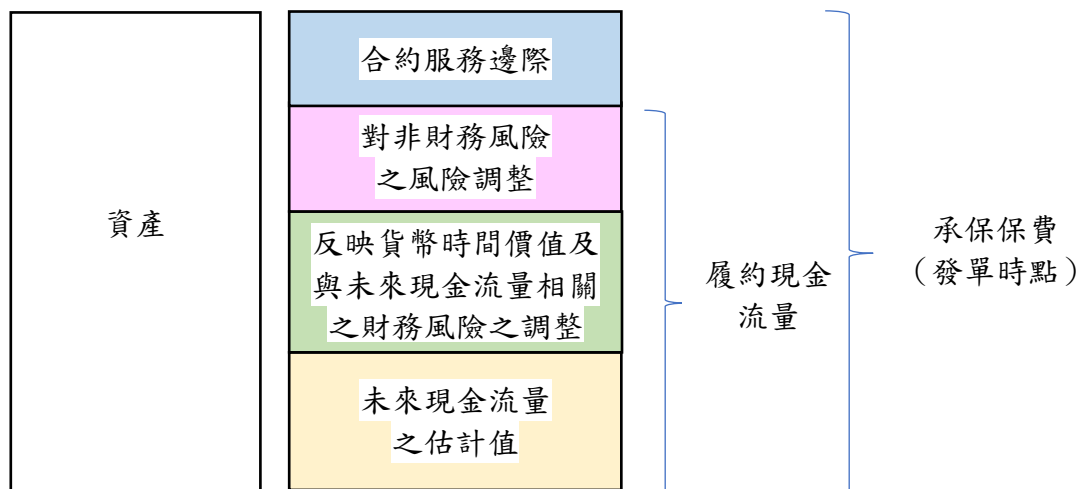 資產
合約服務邊際
對非財務風險
之風險調整
反映貨幣時間價值及
與未來現金流量相關
之財務風險之調整
未來現金流量
之估計值
履約現金
流量
承保保費
（發單時點）